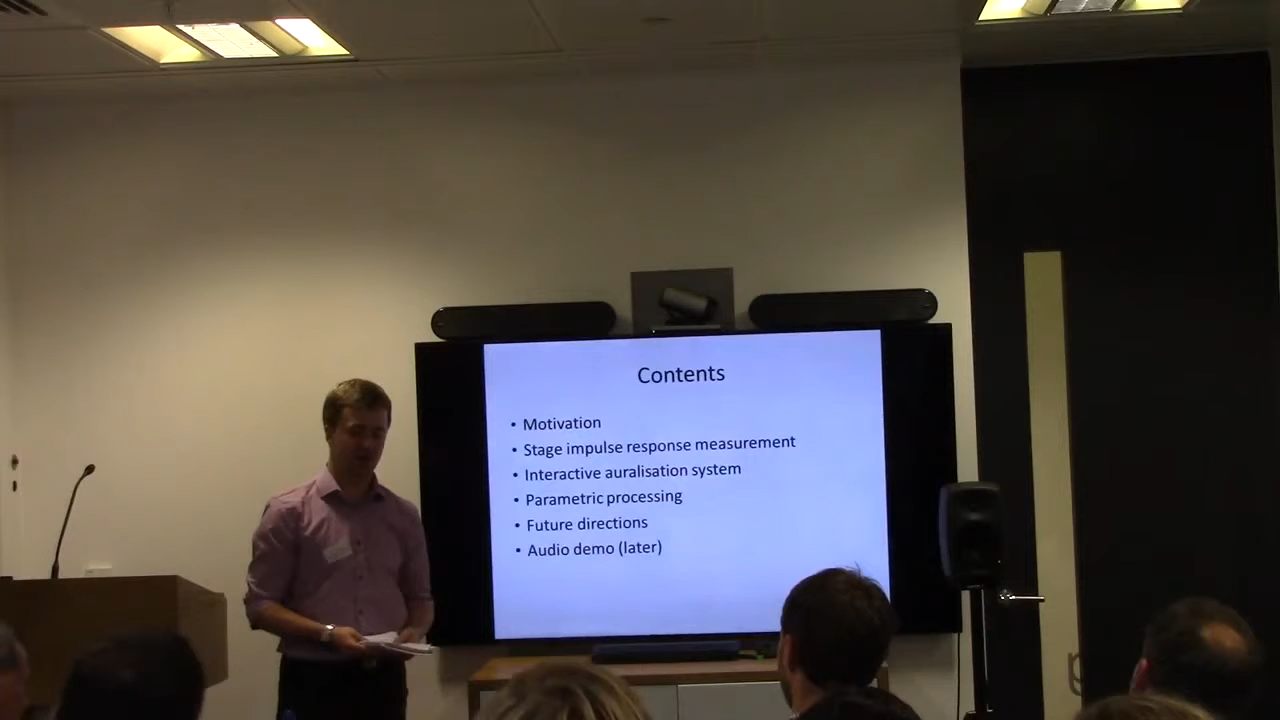 Contents
• Motivation
• Stage impulse response measurement
• Interactive auralisation system
• Parametric processing
• Future directions
• Audio demo (later)